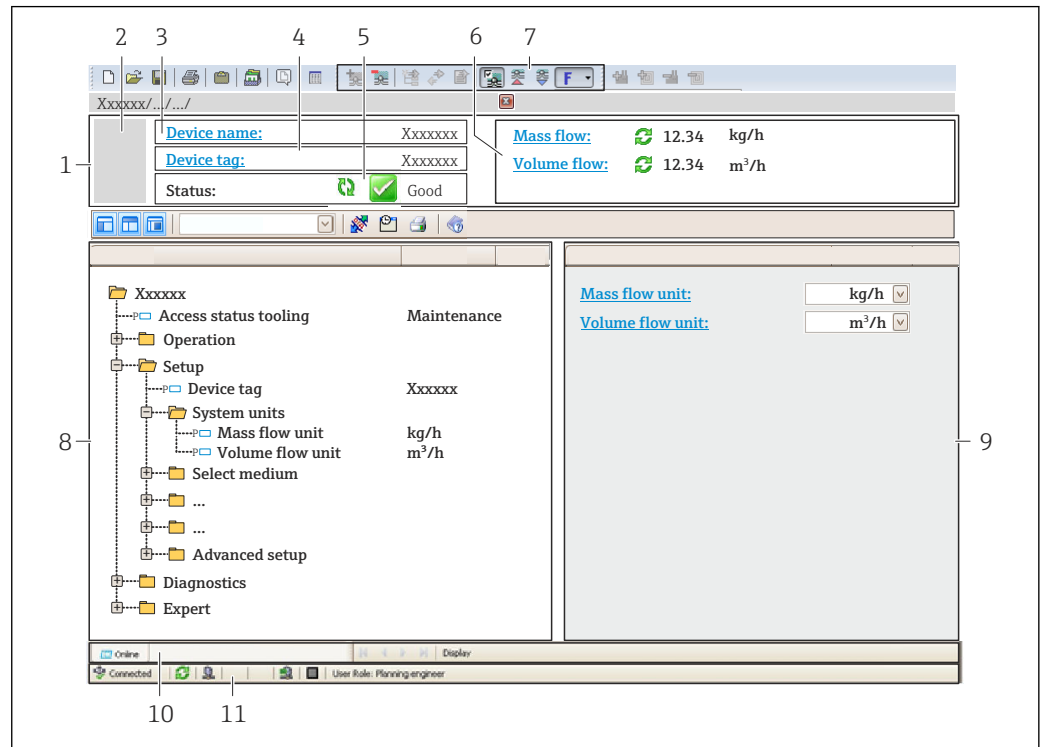 2 3 4 5 6 7
F
Xxxxxx/.../.../
1
Device name: Xxxxxxx
Device tag: Xxxxxxx
Status: Good
Mass flow: 12.34 kg/h
Volume flow: 12.34 m³/h
Xxxxxx
P Access status tooling Maintenance
Operation
Setup
P Device tag Xxxxxx
System units
P Mass flow unit kg/h
P Volume flow unit m³/h
Select medium
...
...
Advanced setup
Diagnostics
Expert
8
Mass flow unit: kg/h
Volume flow unit: m³/h
9
Online Display
Connected User Role: Planning engineer
10 11